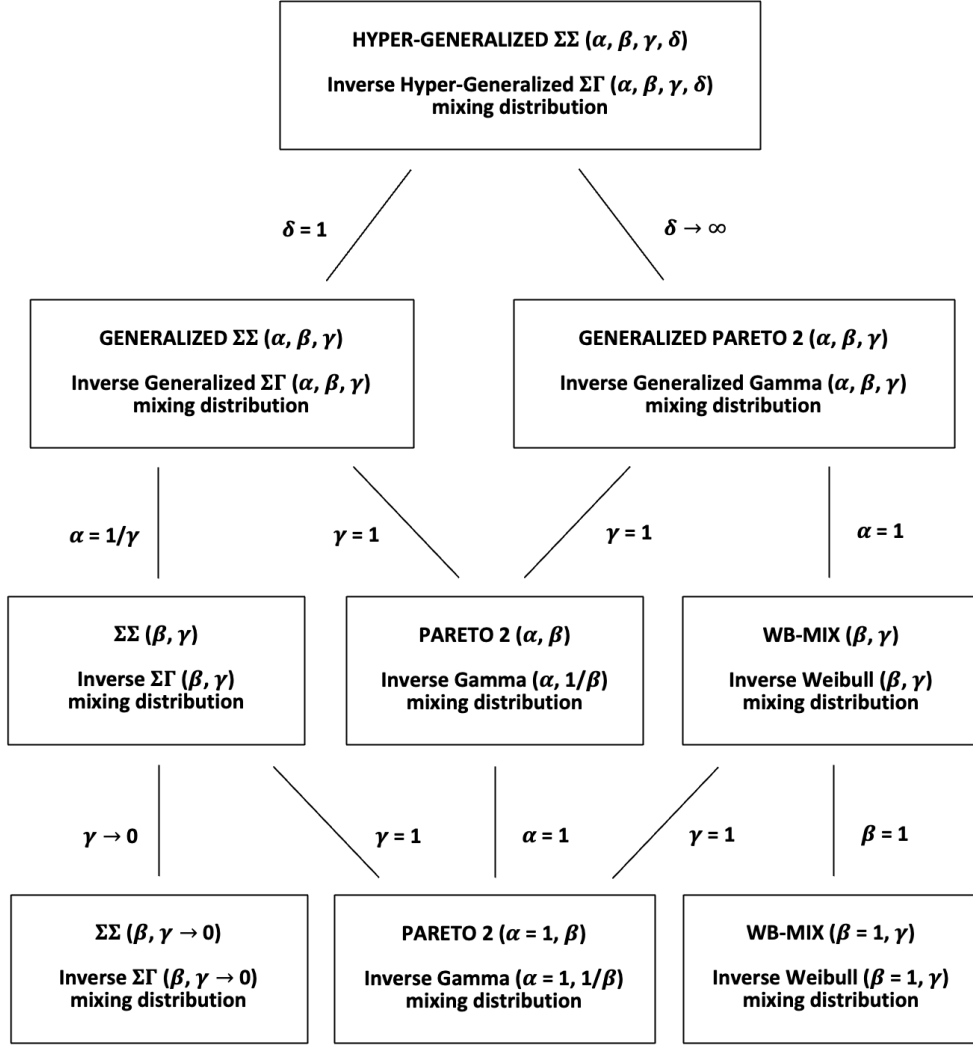 HYPER-GENERALIZED ΣΣ (α, β, γ, δ)
Inverse Hyper-Generalized ΣΓ (α, β, γ, δ)
mixing distribution
δ = 1
δ → ∞
GENERALIZED ΣΣ (α, β, γ)
Inverse Generalized ΣΓ (α, β, γ)
mixing distribution
GENERALIZED PARETO 2 (α, β, γ)
Inverse Generalized Gamma (α, β, γ)
mixing distribution
α = 1/γ
γ = 1
γ = 1
α = 1
ΣΣ (β, γ)
Inverse ΣΓ (β, γ)
mixing distribution
PARETO 2 (α, β)
Inverse Gamma (α, 1/β)
mixing distribution
WB-MIX (β, γ)
Inverse Weibull (β, γ)
mixing distribution
γ → 0
γ = 1
α = 1
γ = 1
β = 1
ΣΣ (β, γ → 0)
Inverse ΣΓ (β, γ → 0)
mixing distribution
PARETO 2 (α = 1, β)
Inverse Gamma (α = 1, 1/β)
mixing distribution
WB-MIX (β = 1, γ)
Inverse Weibull (β = 1, γ)
mixing distribution